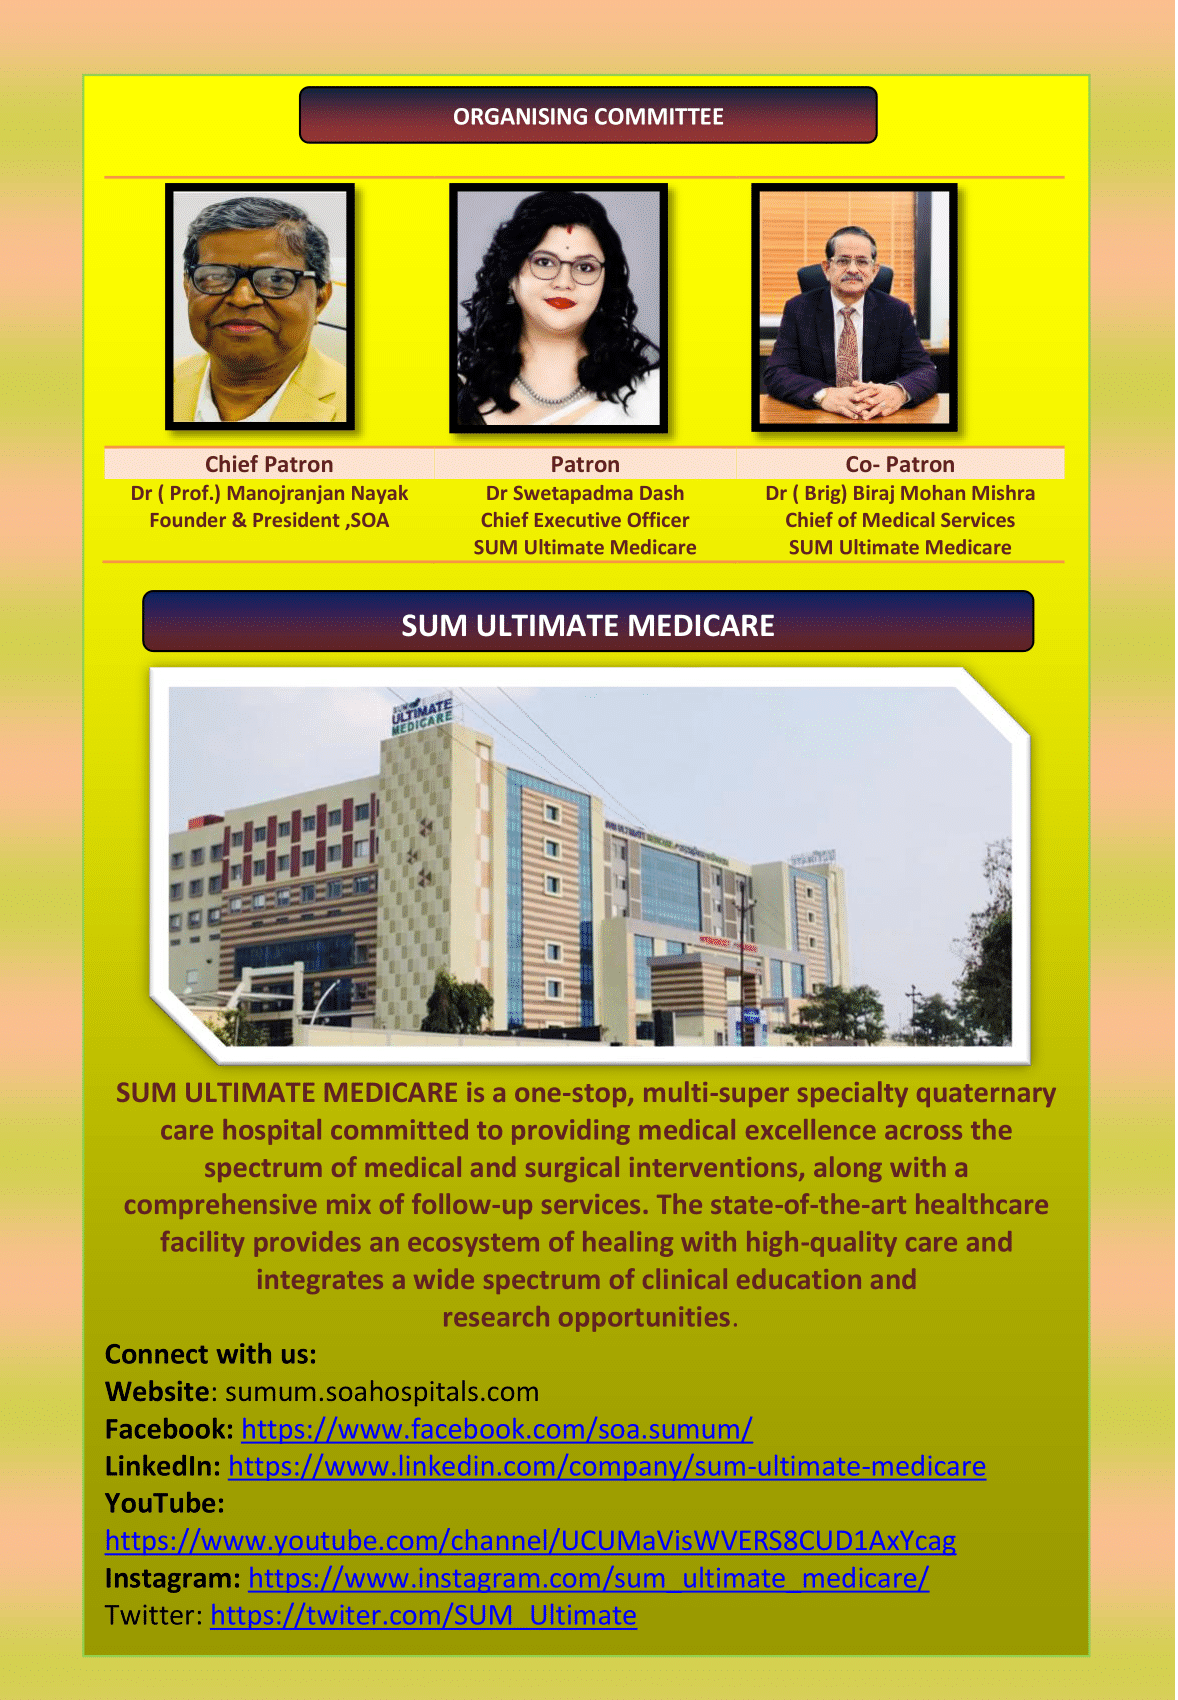 ORGANISING COMMITTEE
Chief Patron
Patron
Co- Patron
Dr ( Prof.) Manojranjan Nayak
Founder & President ,SOA
Dr Swetapadma Dash
Chief Executive Officer
SUM Ultimate Medicare
Dr ( Brig) Biraj Mohan Mishra
Chief of Medical Services
SUM Ultimate Medicare
SUM ULTIMATE MEDICARE
SUM
ULTIMATE
MEDICARE
SUM ULTIMATE MEDICARE is a one-stop, multi-super specialty quaternary
care hospital committed to providing medical excellence across the
spectrum of medical and surgical interventions, along with a
comprehensive mix of follow-up services. The state-of-the-art healthcare
facility provides an ecosystem of healing with high-quality care and
integrates a wide spectrum of clinical education and
research opportunities.
Connect with us:
Website: sumum.soahospitals.com
Facebook: https://www.facebook.com/soa.sumum/
LinkedIn: https://www.linkedin.com/company/sum-ultimate-medicare
YouTube:
https://www.youtube.com/channel/UCUMaVisWVERS8CUD1AxYcag
Instagram: https://www.instagram.com/sum_ultimate_medicare/
Twitter: https://twiter.com/SUM_Ultimate